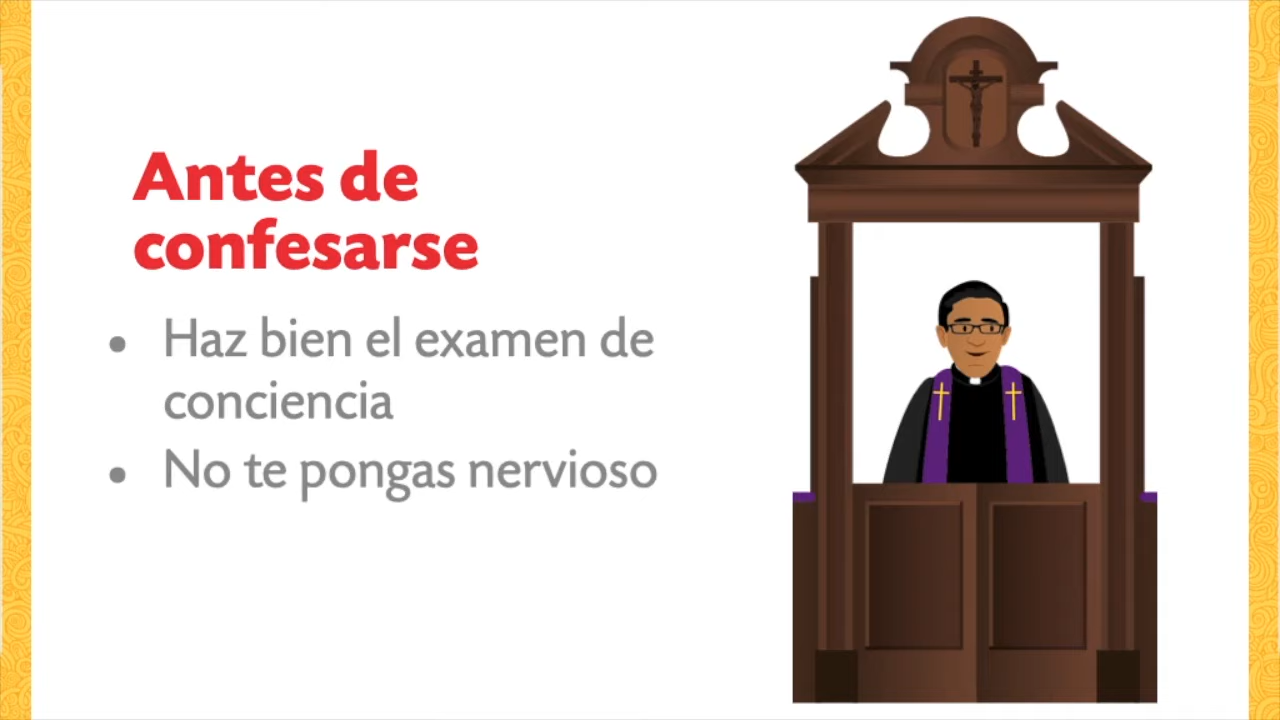 Antes de
confesarse
• Haz bien el examen de
conciencia
• No te pongas nervioso